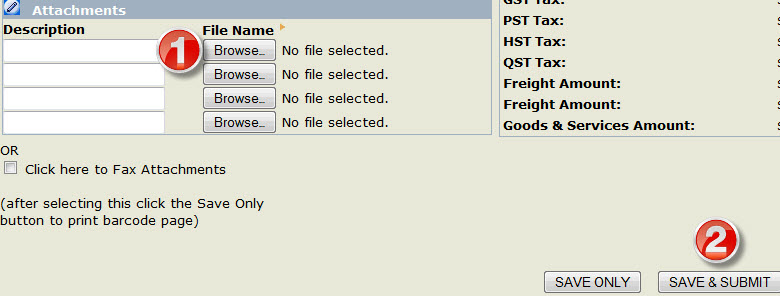 Attachments
Description File Name
1
Browse... No file selected.
Browse... No file selected.
Browse... No file selected.
Browse... No file selected.
PST Tax:
HST Tax:
QST Tax:
Freight Amount:
Freight Amount:
Goods & Services Amount:
OR
Click here to Fax Attachments
(after selecting this click the Save Only
button to print barcode page)
2
SAVE ONLY SAVE & SUBMIT